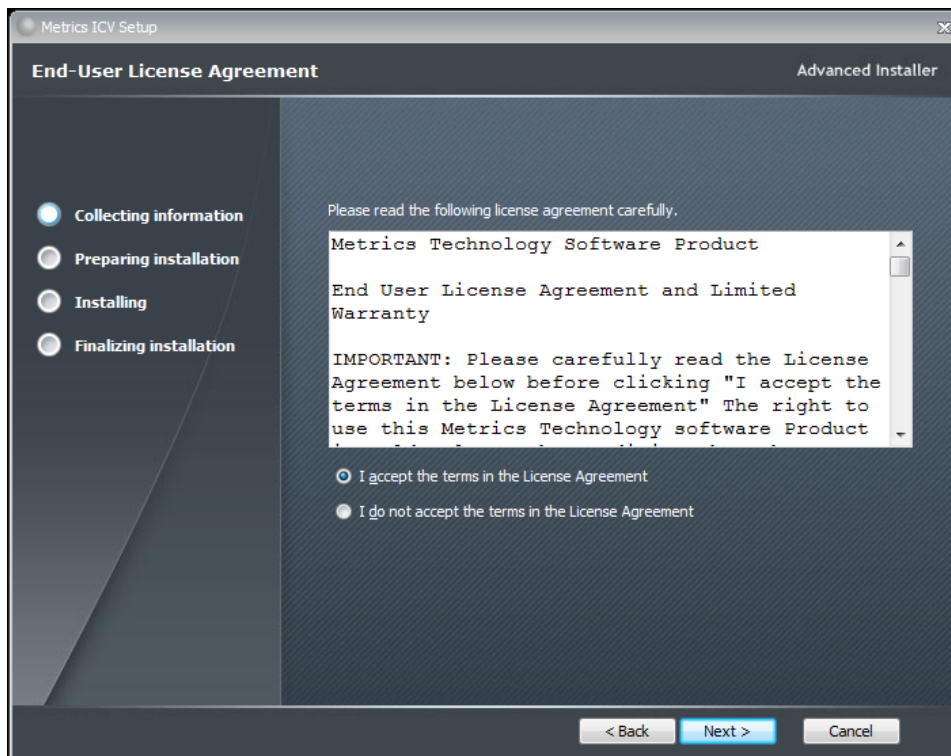 Metrics ICV Setup
End-User License Agreement
Advanced Installer
Collecting information
Preparing installation
Installing
Finalizing installation
Please read the following license agreement carefully.
Metrics Technology Software Product
End User License Agreement and Limited
Warranty
IMPORTANT: Please carefully read the License
Agreement below before clicking "I accept the
terms in the License Agreement" The right to
use this Metrics Technology software Product
I accept the terms in the License Agreement
I do not accept the terms in the License Agreement
< Back
Next >
Cancel